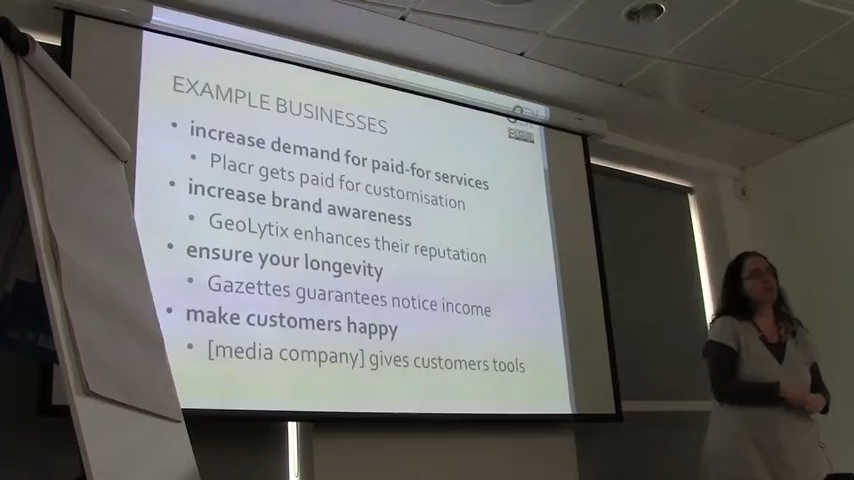 EXAMPLE BUSINESSES
• increase demand for paid-for services
• Placr gets paid for customisation
• increase brand awareness
• GeoLytix enhances their reputation
• ensure your longevity
• Gazettes guarantees notice income
• make customers happy
• [media company] gives customers tools